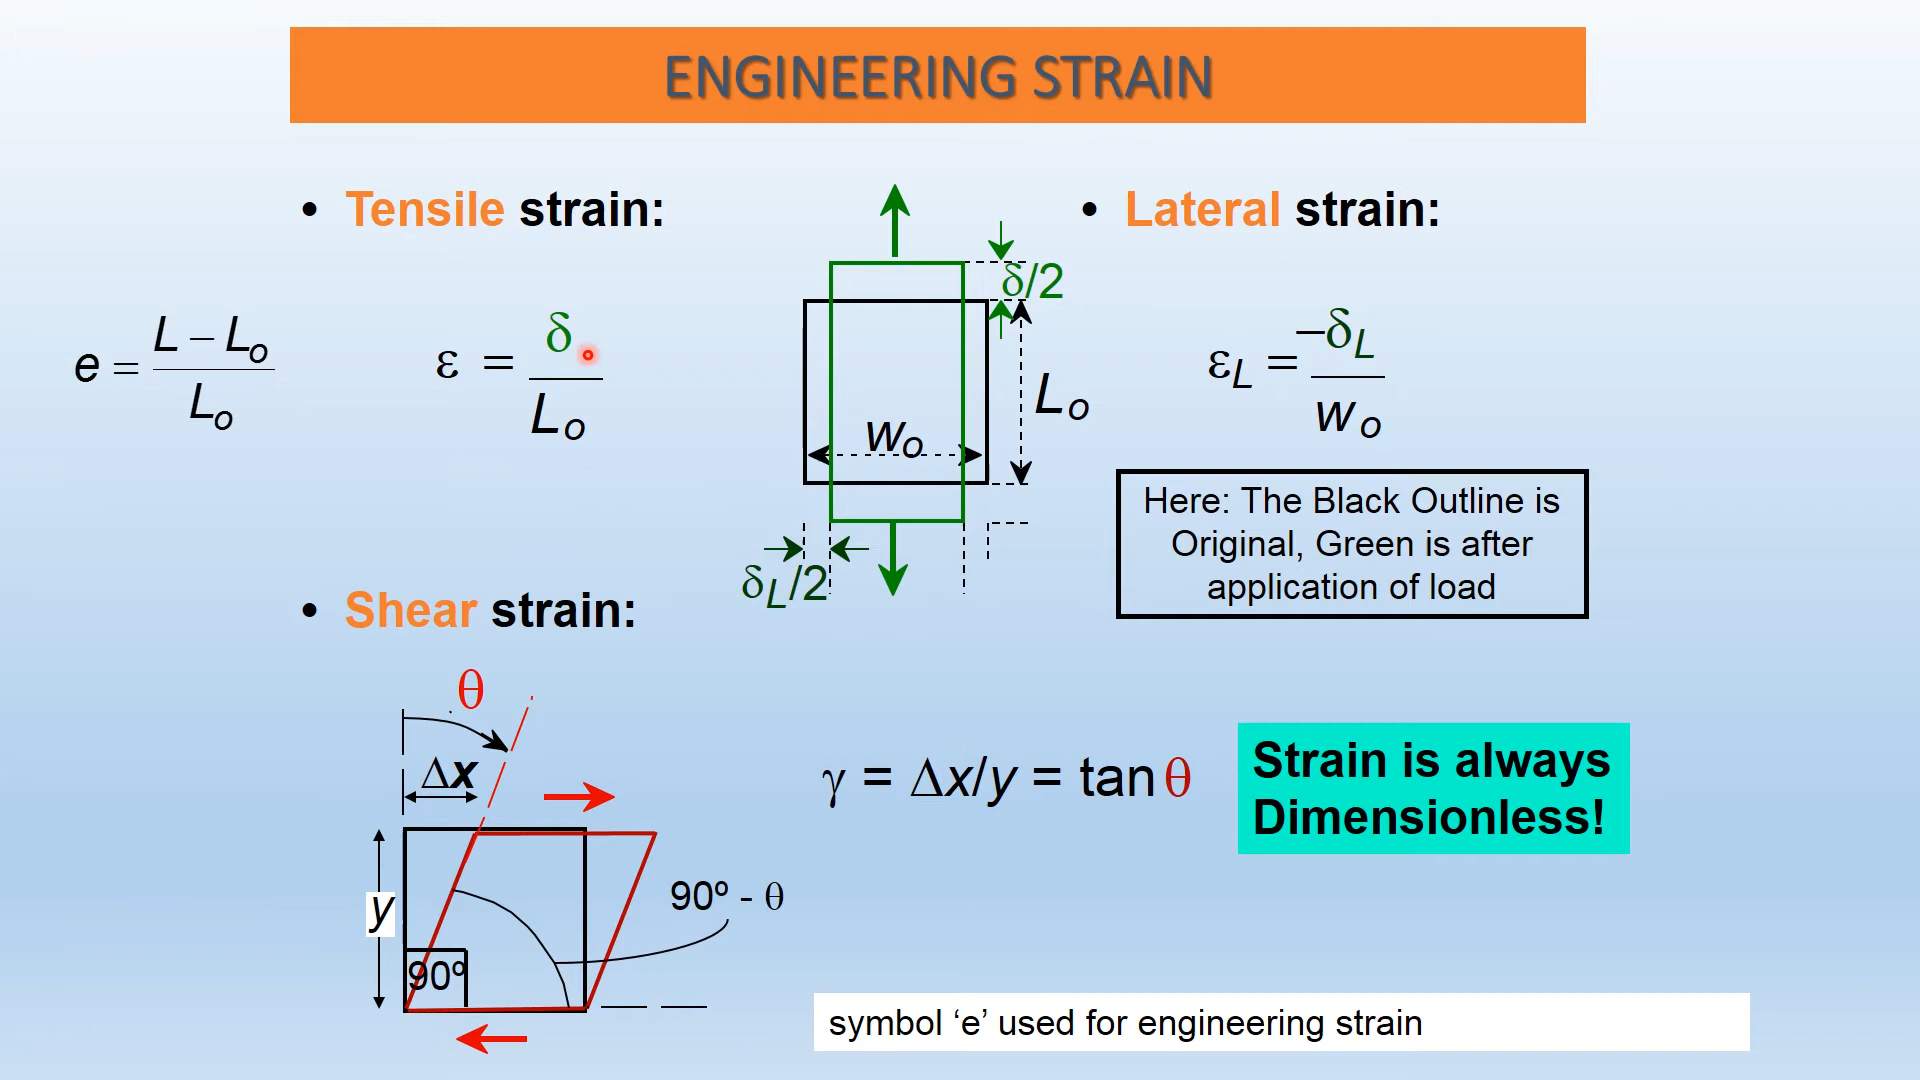 ENGINEERING STRAIN
• Tensile strain:
e = (L – Lo) / Lo
ε = δ / Lo
δ/2
Lo
wo
δL/2
• Lateral strain:
εL = –δL / wo
Here: The Black Outline is
Original, Green is after
application of load
• Shear strain:
θ
Δx
y
90º
90º - θ
γ = Δx/y = tan θ
Strain is always
Dimensionless!
symbol ‘e’ used for engineering strain